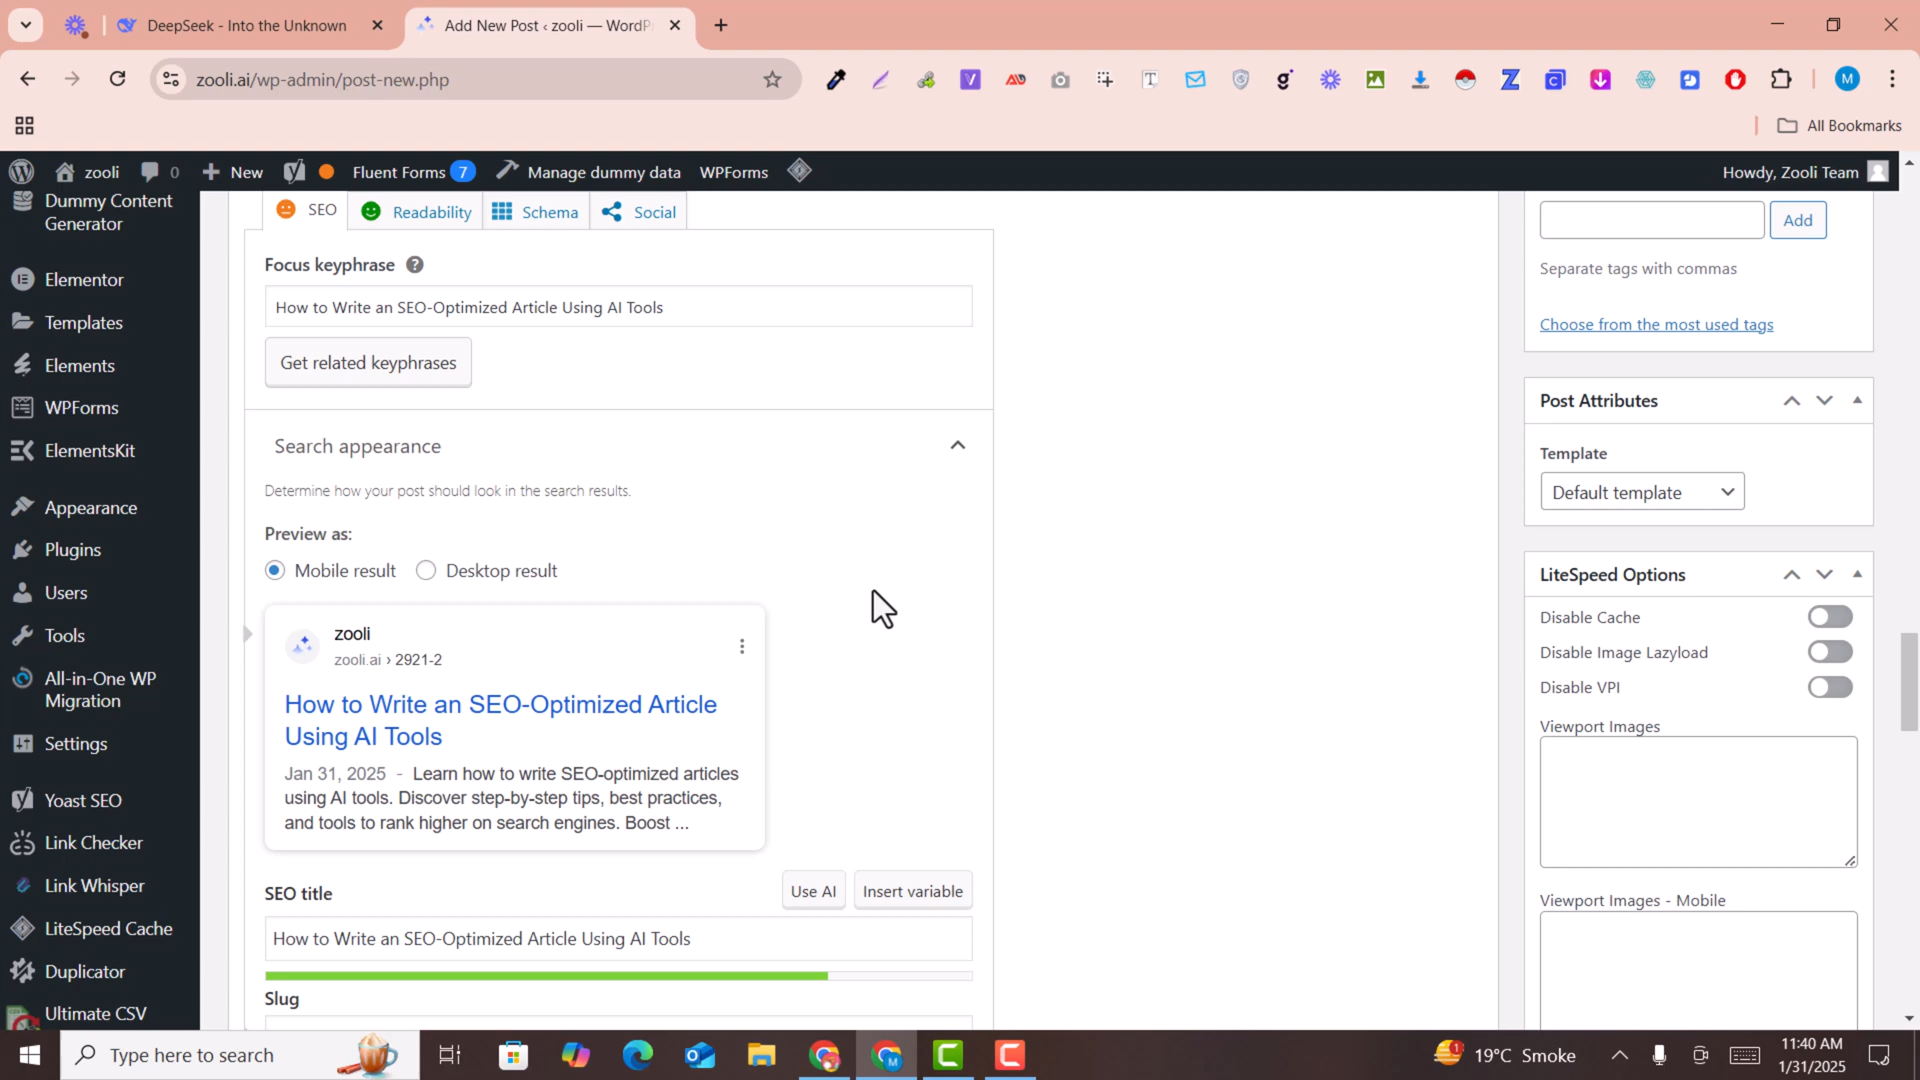 DeepSeek - Into the Unknown
Add New Post ‹ zooli — WordP
zooli.ai/wp-admin/post-new.php
All Bookmarks
zooli
0
New
Fluent Forms 7
Manage dummy data
WPForms
Howdy, Zooli Team
Dummy Content
Generator
Elementor
Templates
Elements
WPForms
ElementsKit
Appearance
Plugins
Users
Tools
All-in-One WP
Migration
Settings
Yoast SEO
Link Checker
Link Whisper
LiteSpeed Cache
Duplicator
Ultimate CSV
SEO
Readability
Schema
Social
Focus keyphrase
How to Write an SEO-Optimized Article Using AI Tools
Get related keyphrases
Search appearance
Determine how your post should look in the search results.
Preview as:
Mobile result
Desktop result
zooli
zooli.ai › 2921-2
How to Write an SEO-Optimized Article
Using AI Tools
Jan 31, 2025 - Learn how to write SEO-optimized articles
using AI tools. Discover step-by-step tips, best practices,
and tools to rank higher on search engines. Boost ...
SEO title
Use AI
Insert variable
How to Write an SEO-Optimized Article Using AI Tools
Slug
Add
Separate tags with commas
Choose from the most used tags
Post Attributes
Template
Default template
LiteSpeed Options
Disable Cache
Disable Image Lazyload
Disable VPI
Viewport Images
Viewport Images - Mobile
Type here to search
19°C Smoke
11:40 AM
1/31/2025